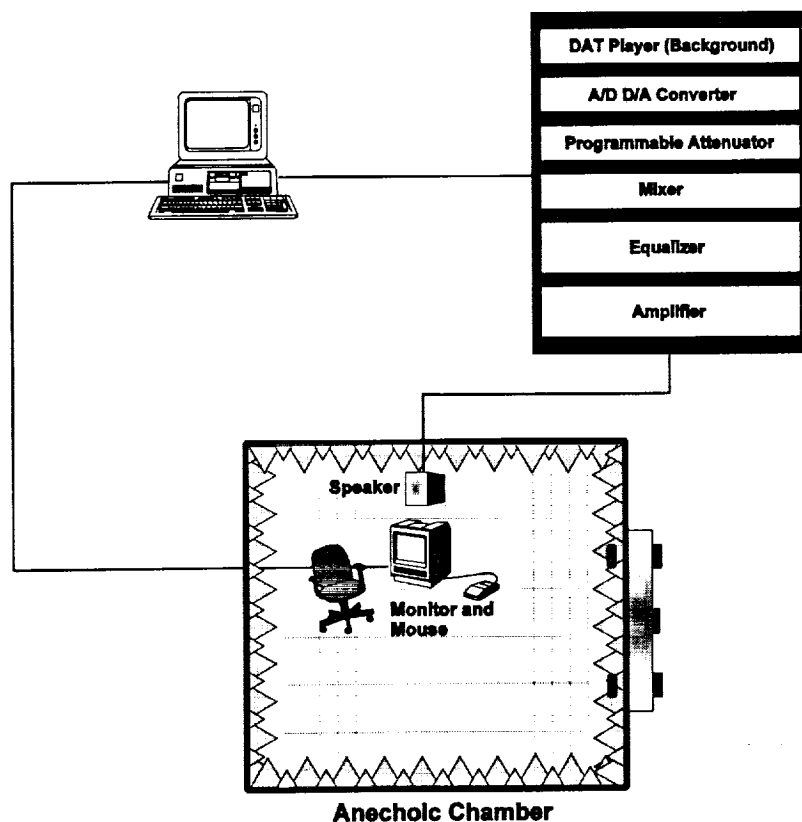 DAT Player (Background)
A/D D/A Converter
Programmable Attenuator
Mixer
Equalizer
Amplifier
Speaker
Monitor and
Mouse
Anechoic Chamber